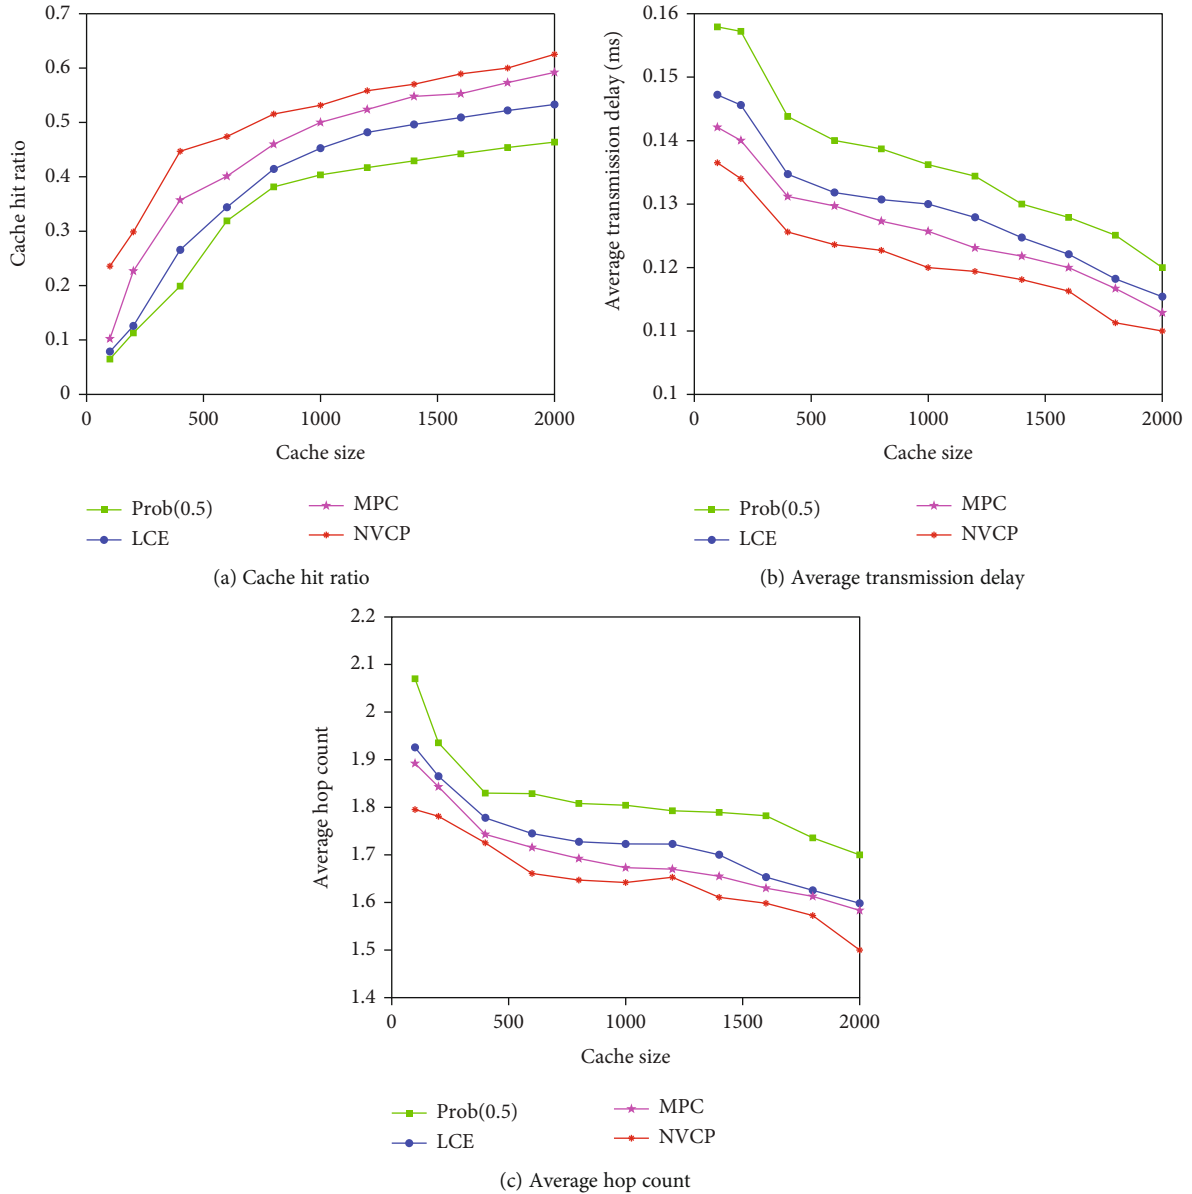 0.7
0.6
0.5
0.4
0.3
0.2
0.1
0
Cache hit ratio
0
500
1000
1500
2000
Cache size
Prob(0.5)
LCE
MPC
NVCP
(a) Cache hit ratio
0.16
0.15
0.14
0.13
0.12
0.11
0.1
Average transmission delay (ms)
0
500
1000
1500
2000
Cache size
Prob(0.5)
LCE
MPC
NVCP
(b) Average transmission delay
2.2
2.1
2
1.9
1.8
1.7
1.6
1.5
1.4
Average hop count
0
500
1000
1500
2000
Cache size
Prob(0.5)
LCE
MPC
NVCP
(c) Average hop count